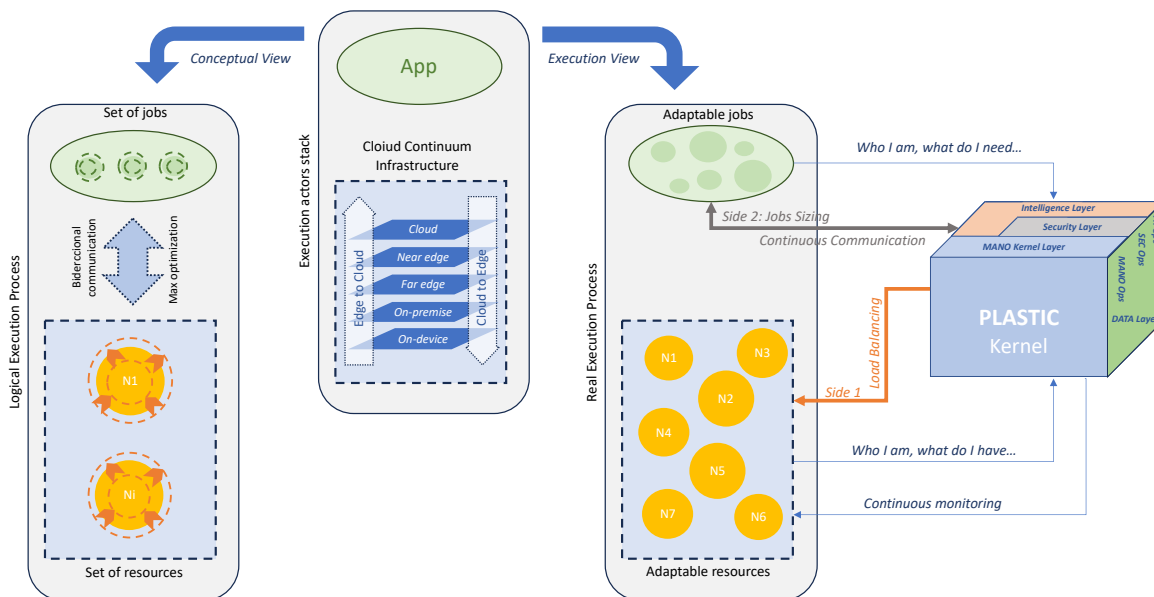 Conceptual View
Execution View
App
Execution actors stack
Cloiud Continuum
Infrastructure
Edge to Cloud
Cloud to Edge
Cloud
Near edge
Far edge
On-premise
On-device
Logical Execution Process
Set of jobs
Biderccional
communication
Max optimization
N1
Ni
Set of resources
Real Execution Process
Adaptable jobs
N1
N3
N2
N4
N5
N7
N6
Adaptable resources
Who I am, what do I need…
Side 2: Jobs Sizing
Continuous Communication
Load Balancing
Side 1
Who I am, what do I have…
Continuous monitoring
Intelligence Layer
Security Layer
MANO Kernel Layer
PLASTIC
Kernel
MANO Ops
SEC Ops
DATA Laye